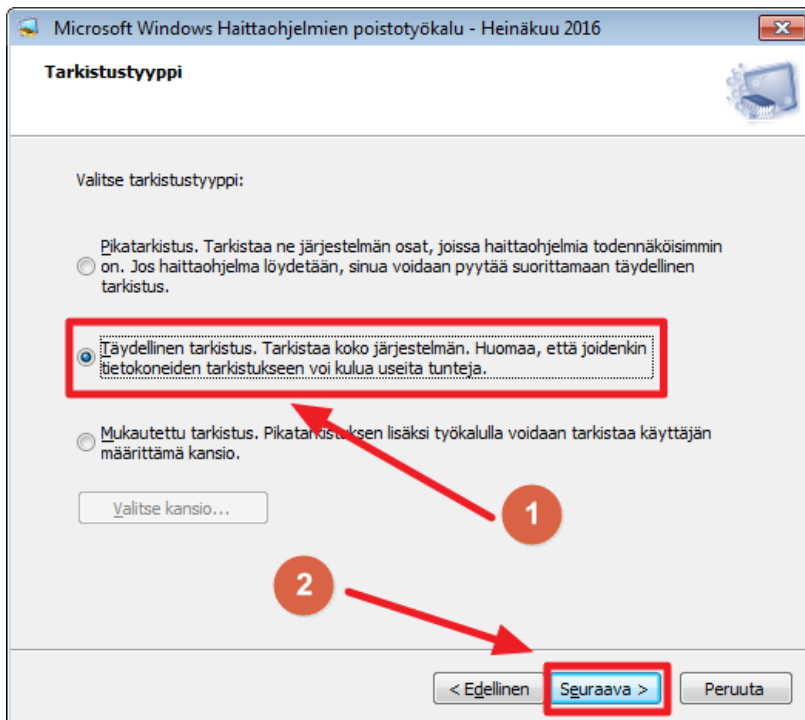 Microsoft Windows Haittaohjelmien poistotyökalu - Heinäkuu 2016
Tarkistustyyppi
Valitse tarkistustyyppi:
Pikatarkistus. Tarkistaa ne järjestelmän osat, joissa haittaohjelmia todennäköisimmin
on. Jos haittaohjelma löydetään, sinua voidaan pyytää suorittamaan täydellinen
tarkistus.
Täydellinen tarkistus. Tarkistaa koko järjestelmän. Huomaa, että joidenkin
tietokoneiden tarkistukseen voi kulua useita tunteja.
Mukautettu tarkistus. Pikatarkistuksen lisäksi työkalulla voidaan tarkistaa käyttäjän
määrittämä kansio.
Valitse kansio...
1
2
< Edellinen
Seuraava >
Peruuta